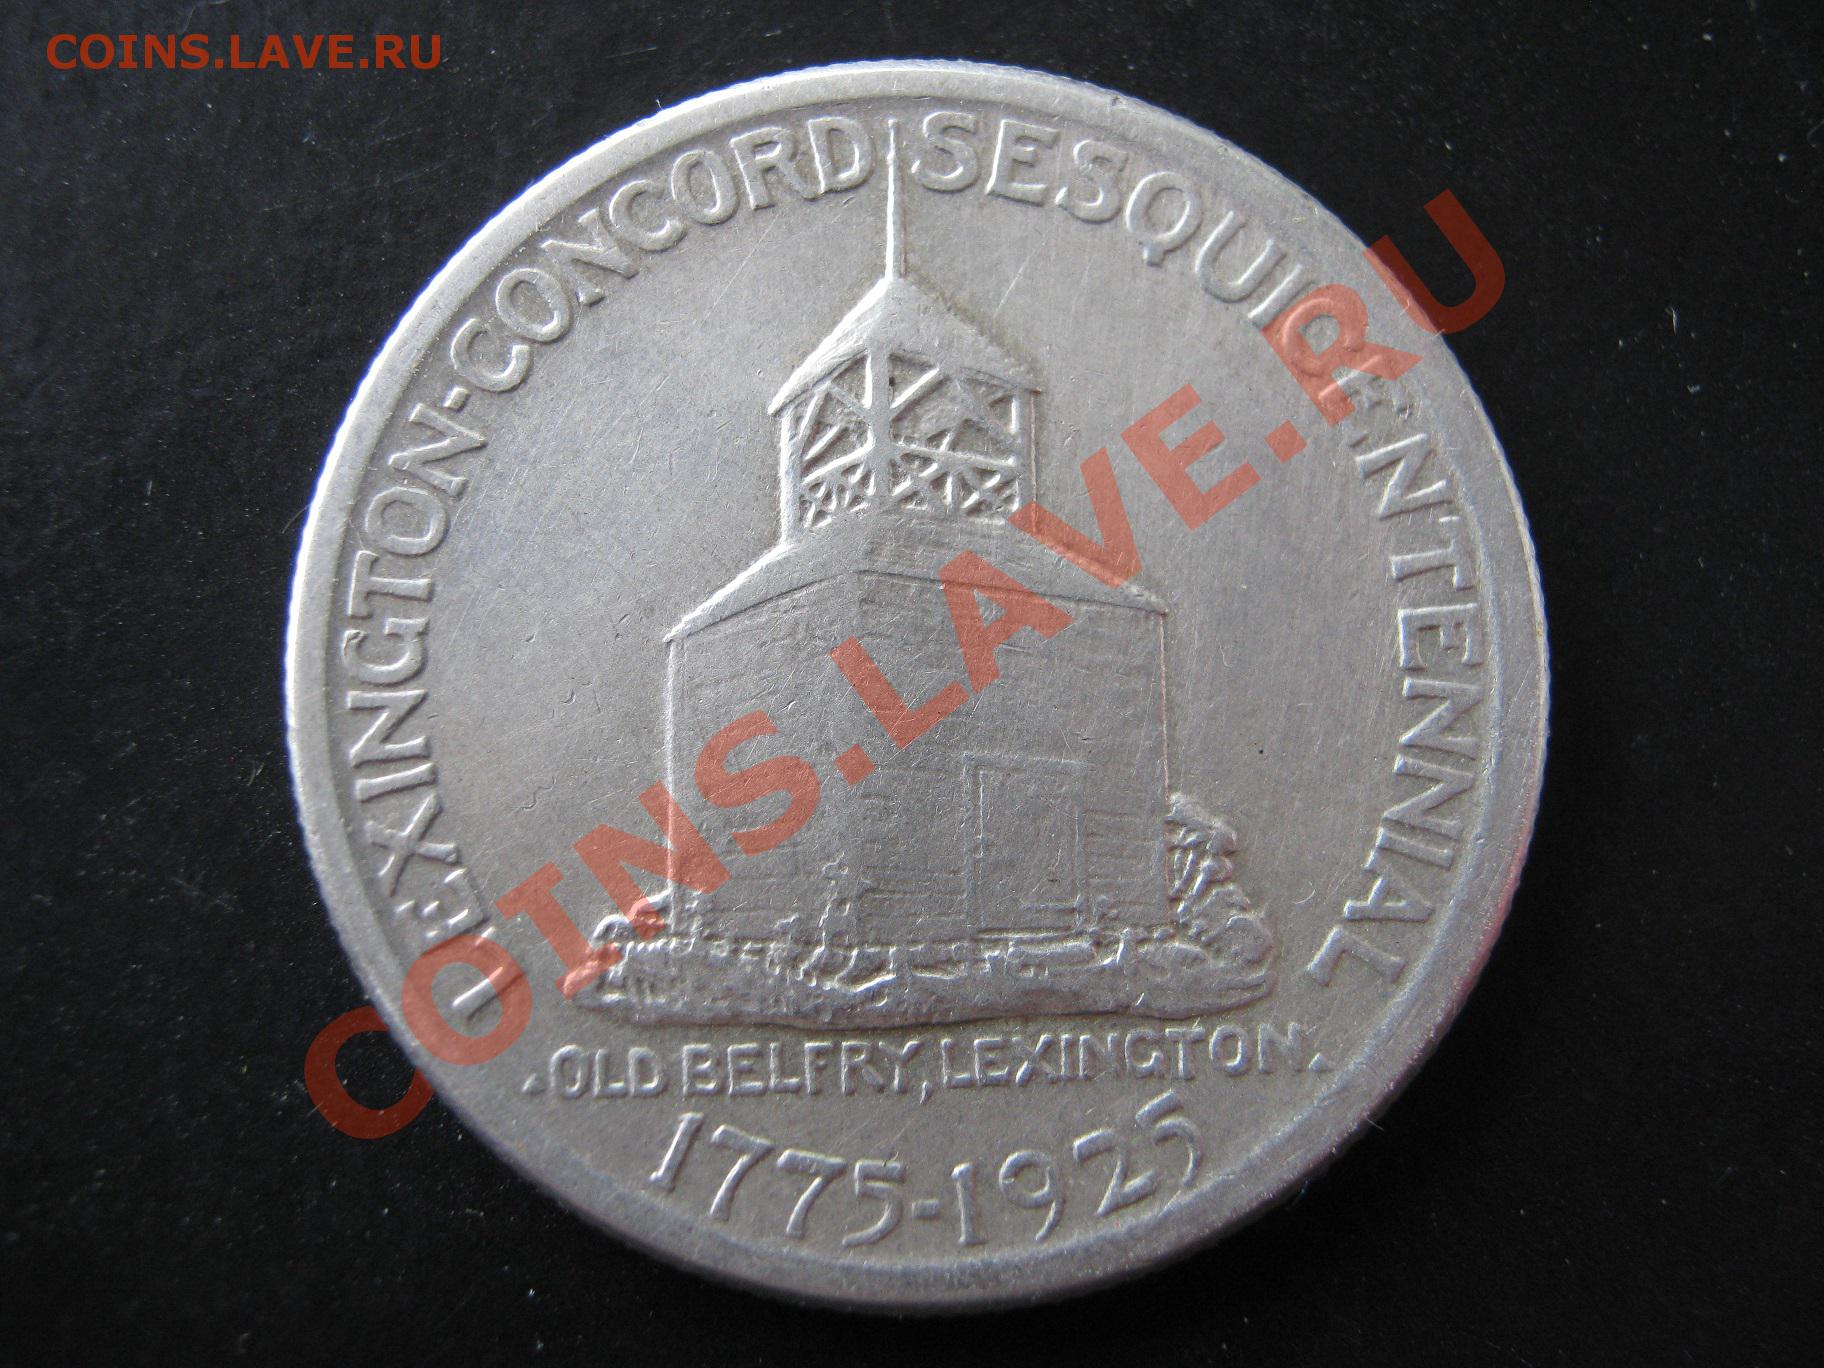 COINS.LAVE.RU
LEXINGTON-CONCORD SESQUICENTENNIAL
COINS.LAVE.RU
.OLD BELFRY, LEXINGTON.
1775-1925